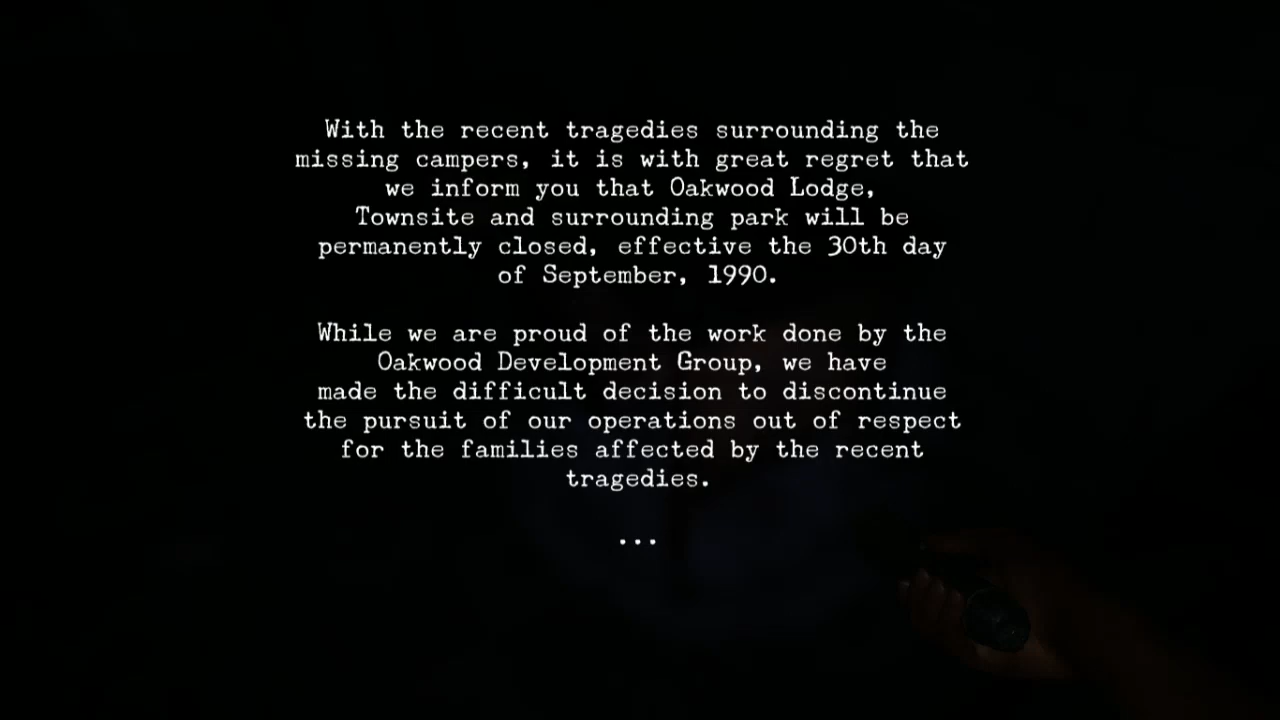 With the recent tragedies surrounding the
missing campers, it is with great regret that
we inform you that Oakwood Lodge,
Townsite and surrounding park will be
permanently closed, effective the 30th day
of September, 1990.
While we are proud of the work done by the
Oakwood Development Group, we have
made the difficult decision to discontinue
the pursuit of our operations out of respect
for the families affected by the recent
tragedies.
...